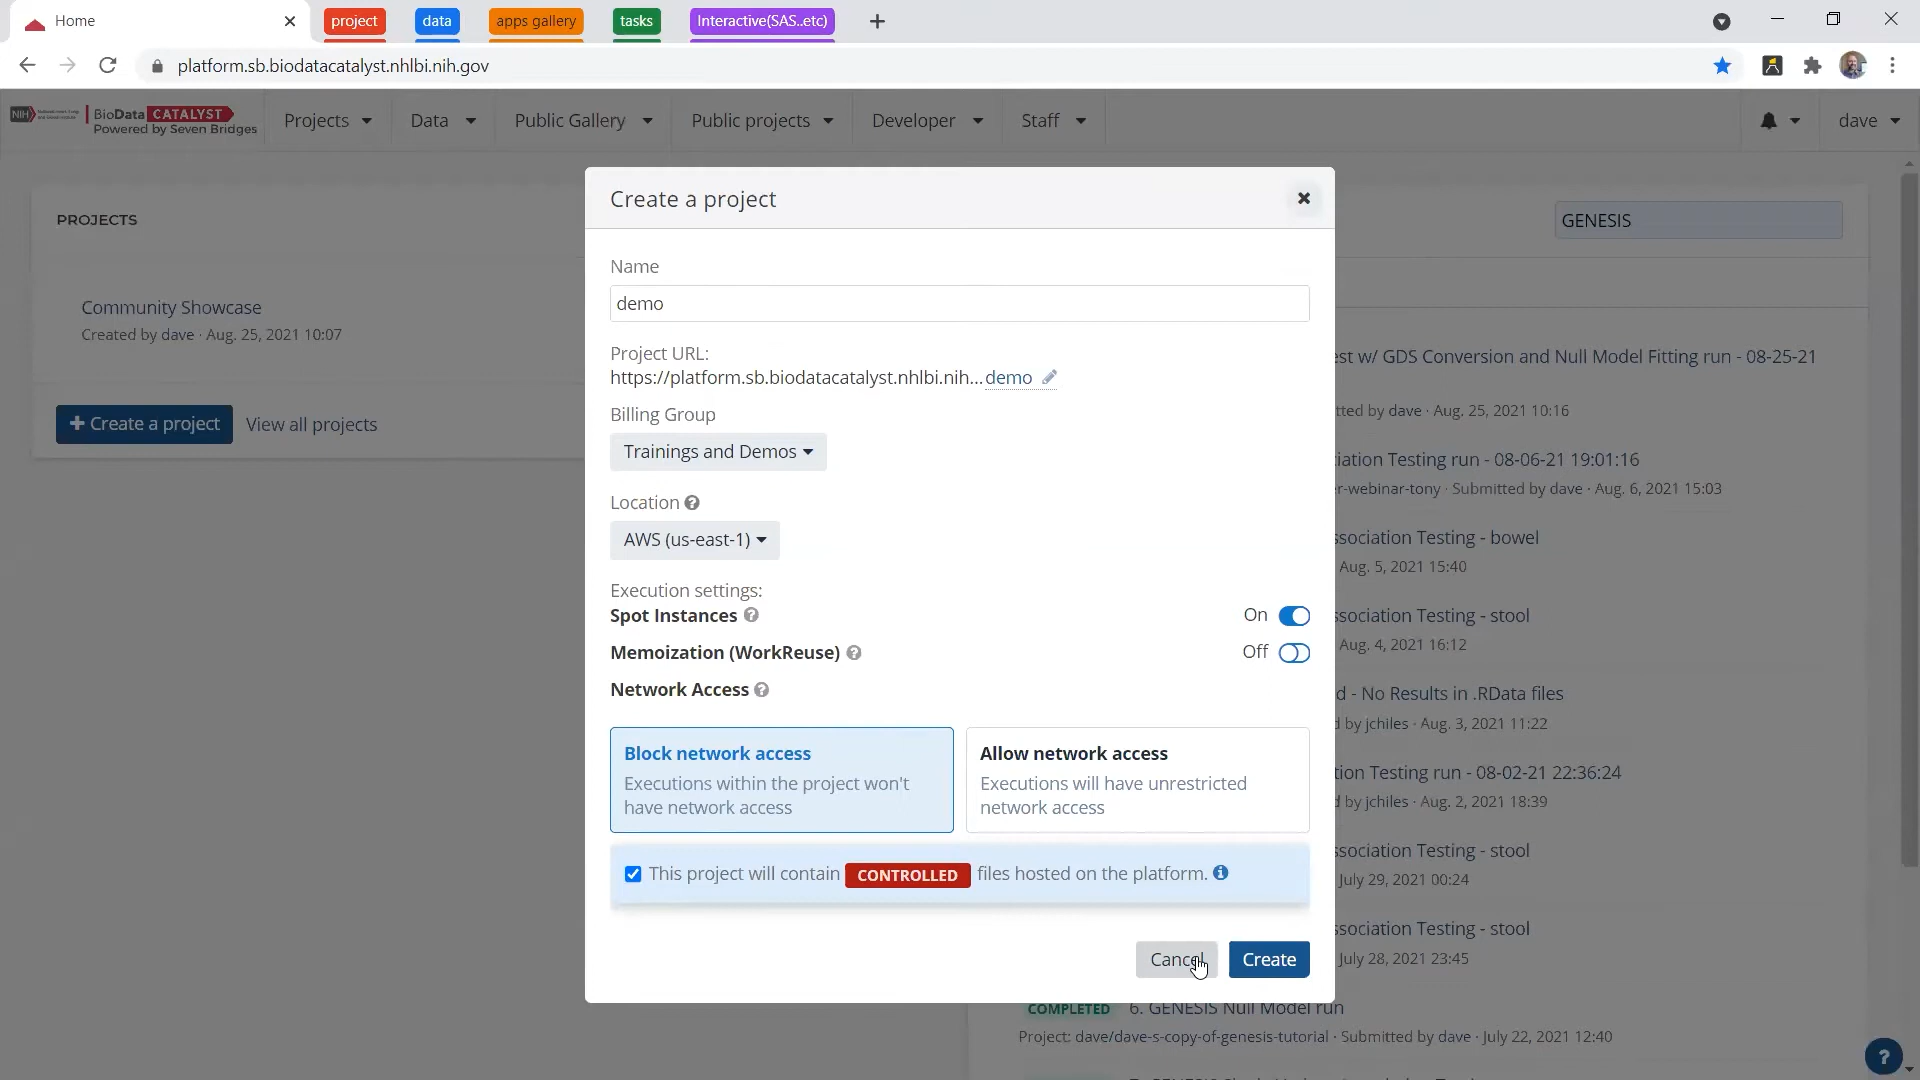 Home
project
data
apps gallery
tasks
Interactive(SAS..etc)
platform.sb.biodatacatalyst.nhlbi.nih.gov
NIH
BioData CATALYST
Powered by Seven Bridges
Projects
Data
Public Gallery
Public projects
Developer
Staff
dave
PROJECTS
GENESIS
Community Showcase
Created by dave · Aug. 25, 2021 10:07
Create a project
View all projects
Create a project
Name
demo
Project URL:
https://platform.sb.biodatacatalyst.nhlbi.nih... demo
Billing Group
Trainings and Demos
Location
AWS (us-east-1)
Execution settings:
Spot Instances
On
Memoization (WorkReuse)
Off
Network Access
Block network access
Executions within the project won't
have network access
Allow network access
Executions will have unrestricted
network access
This project will contain CONTROLLED files hosted on the platform.
Cancel
Create
est w/ GDS Conversion and Null Model Fitting run - 08-25-21
tted by dave · Aug. 25, 2021 10:16
iation Testing run - 08-06-21 19:01:16
r-webinar-tony · Submitted by dave · Aug. 6, 2021 15:03
ssociation Testing - bowel
Aug. 5, 2021 15:40
ssociation Testing - stool
Aug. 4, 2021 16:12
d - No Results in .RData files
d by jchiles · Aug. 3, 2021 11:22
tion Testing run - 08-02-21 22:36:24
d by jchiles · Aug. 2, 2021 18:39
ssociation Testing - stool
July 29, 2021 00:24
ssociation Testing - stool
July 28, 2021 23:45
COMPLETED 6. GENESIS Null Model run
Project: dave/dave-s-copy-of-genesis-tutorial · Submitted by dave · July 22, 2021 12:40